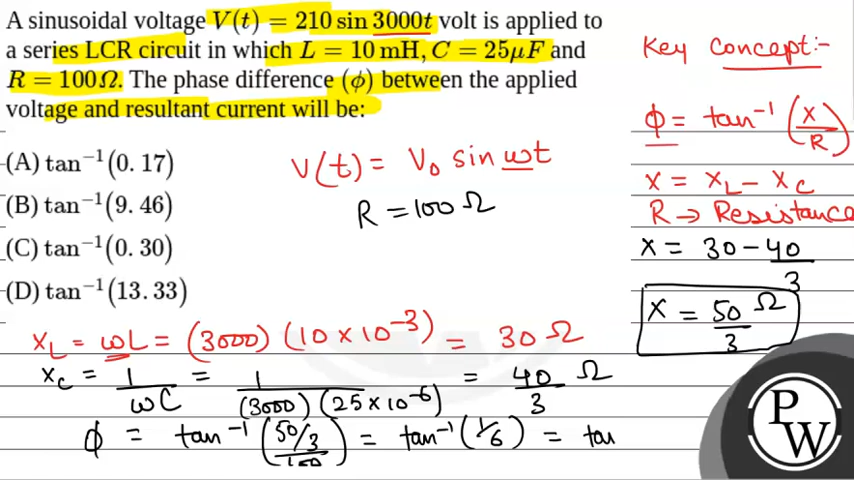 A sinusoidal voltage V(t) = 210 sin 3000t volt is applied to
a series LCR circuit in which L = 10 mH, C = 25μF and
R = 100Ω. The phase difference (ϕ) between the applied
voltage and resultant current will be:
(A) tan⁻¹(0. 17)
(B) tan⁻¹(9. 46)
(C) tan⁻¹(0. 30)
(D) tan⁻¹(13. 33)
V(t) = V₀ sin ωt
R = 100 Ω
Key Concept:-
ϕ = tan⁻¹ (X/R)
X = X_L − X_C
R → Resistance
X = 30 − 40/3
X = 50/3 Ω
X_L = ωL = (3000) (10 × 10⁻³) = 30 Ω
X_C = 1/ωC = 1/(3000) (25 × 10⁻⁶) = 40/3 Ω
ϕ = tan⁻¹ (50/3/100) = tan⁻¹ (1/6) = tan
P
W